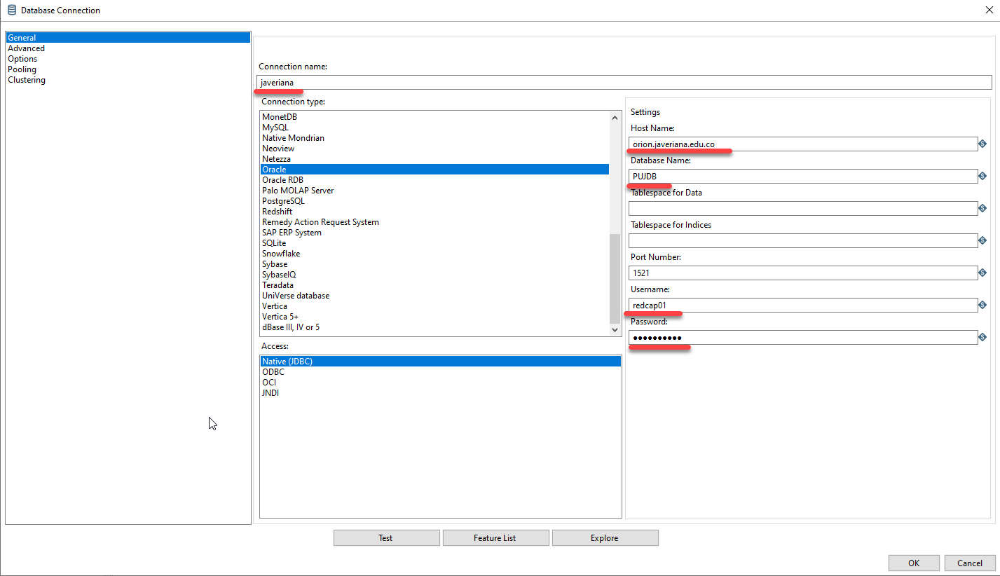 Database Connection
General
Advanced
Options
Pooling
Clustering
Connection name:
javeriana
Connection type:
MonetDB
MySQL
Native Mondrian
Neoview
Netezza
Oracle
Oracle RDB
Palo MOLAP Server
PostgreSQL
Redshift
Remedy Action Request System
SAP ERP System
SQLite
Snowflake
Sybase
SybaseIQ
Teradata
UniVerse database
Vertica
Vertica 5+
dBase III, IV or 5
Access:
Native (JDBC)
ODBC
OCI
JNDI
Settings
Host Name:
orion.javeriana.edu.co
Database Name:
PUJDB
Tablespace for Data
Tablespace for Indices
Port Number:
1521
Username:
redcap01
Password:
●●●●●●●●●●
Test
Feature List
Explore
OK
Cancel